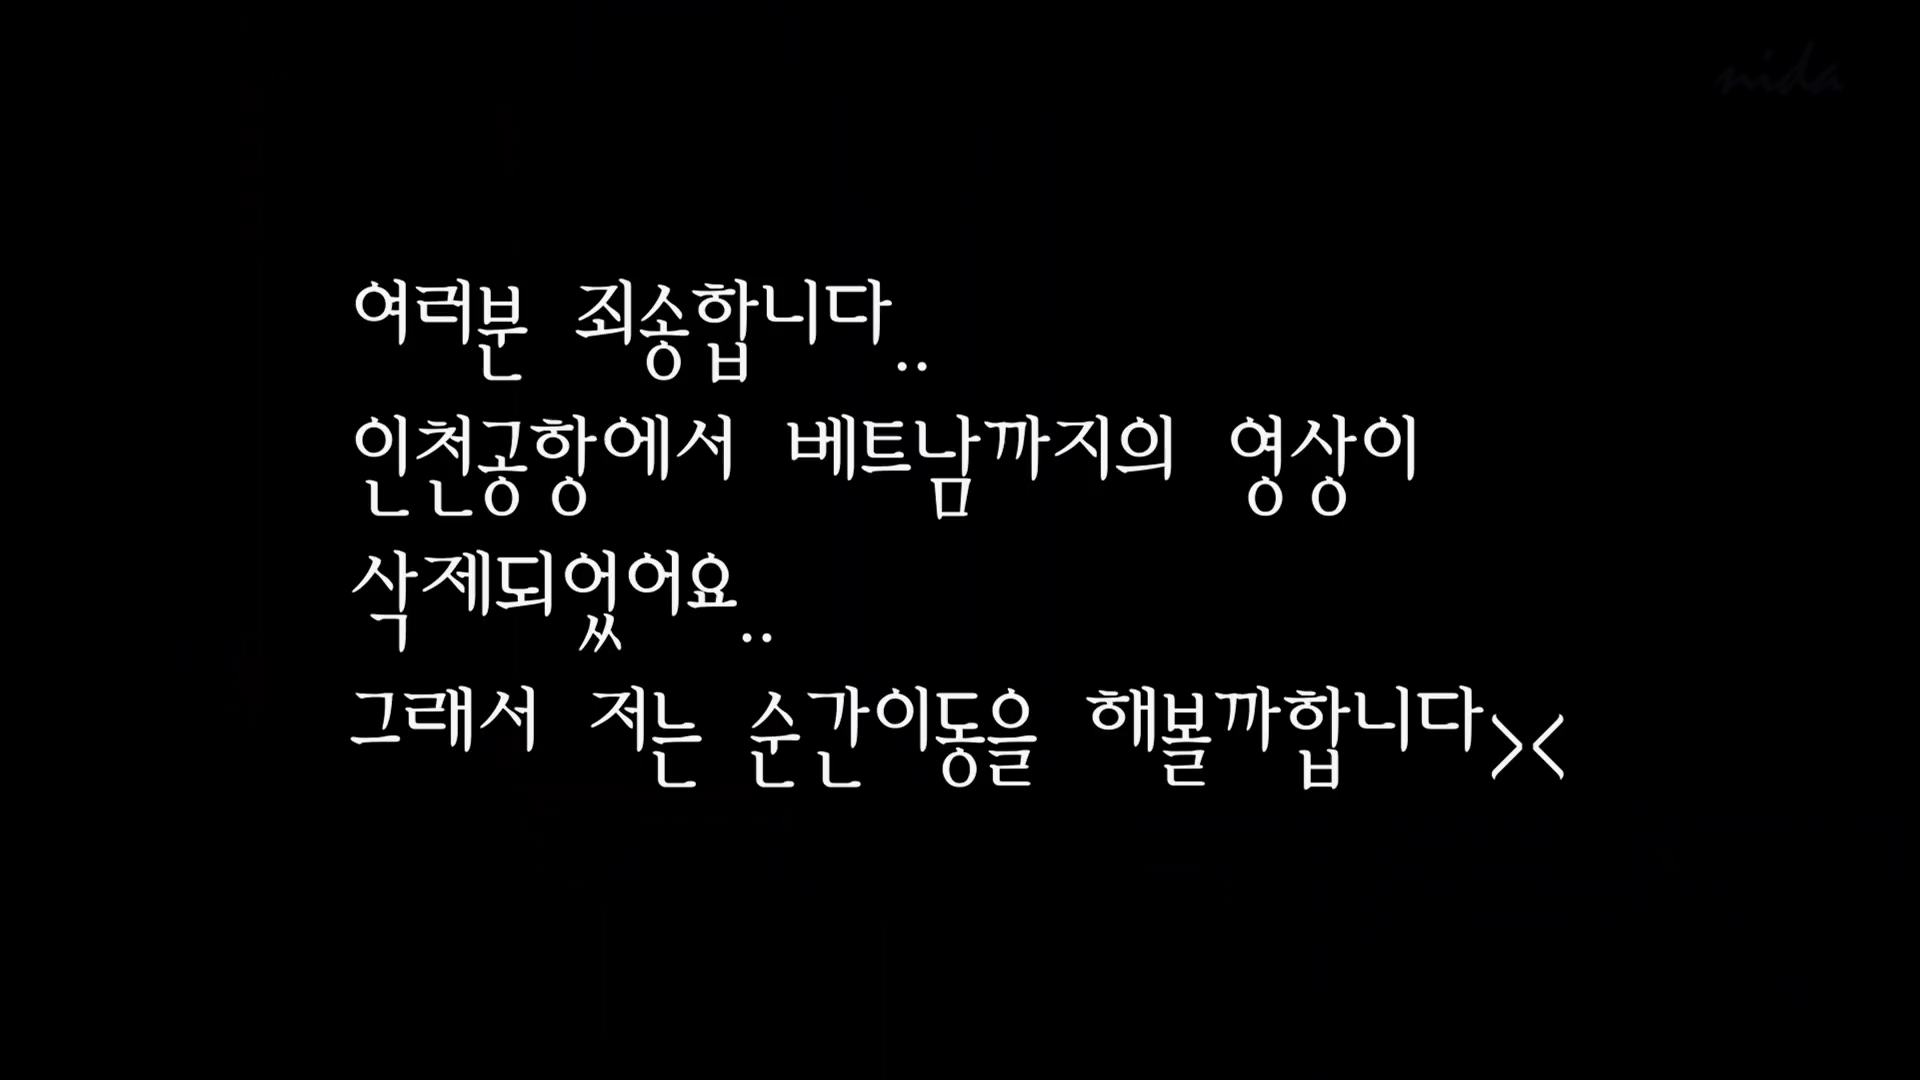 nida
여러분 죄송합니다..
인천공항에서 베트남까지의 영상이
삭제되었어요..
그래서 저는 순간이동을 해볼까합니다><